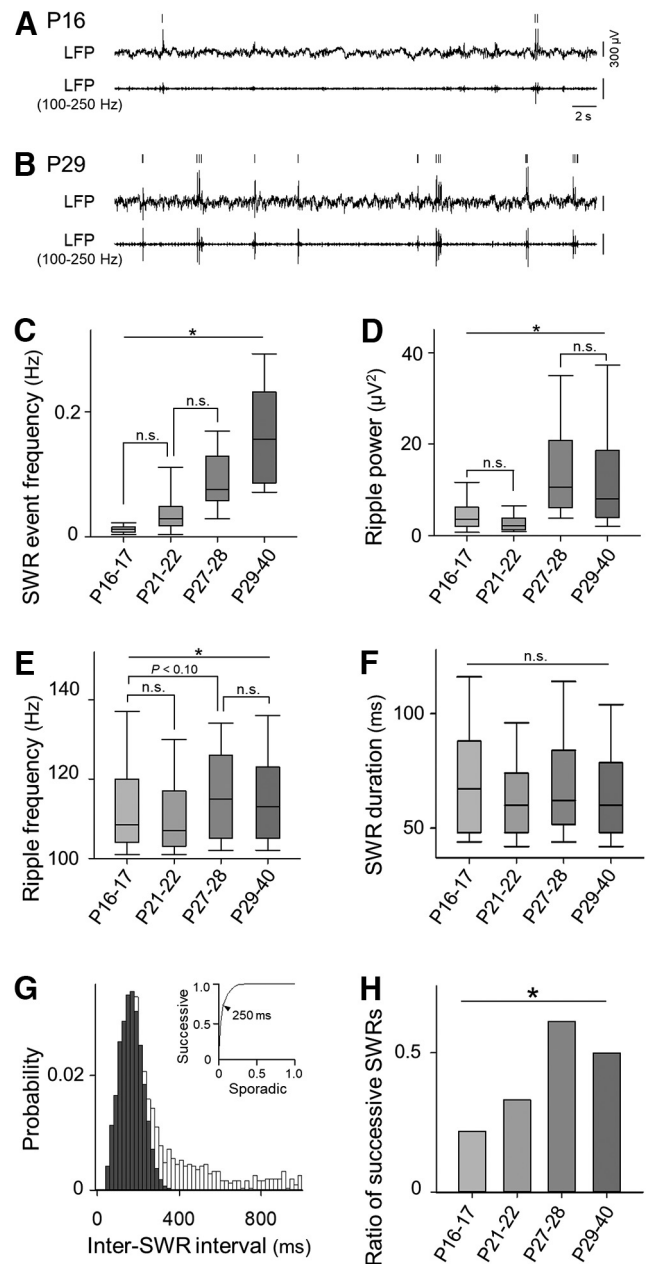 A P16
LFP
300 μV
LFP
(100-250 Hz)
2 s
B P29
LFP
LFP
(100-250 Hz)
C
SWR event frequency (Hz)
*
n.s.
n.s.
0.2
0
P16-17
P21-22
P27-28
P29-40
D
Ripple power (μV²)
*
n.s.
n.s.
40
20
0
P16-17
P21-22
P27-28
P29-40
E
Ripple frequency (Hz)
*
P < 0.10
n.s.
n.s.
140
120
100
P16-17
P21-22
P27-28
P29-40
F
SWR duration (ms)
n.s.
100
50
P16-17
P21-22
P27-28
P29-40
G
Probability
0.02
0
0
400
800
Inter-SWR interval (ms)
Successive
1.0
0.5
0
250 ms
0
0.5
1.0
Sporadic
H
Ratio of successive SWRs
*
0.5
0
P16-17
P21-22
P27-28
P29-40